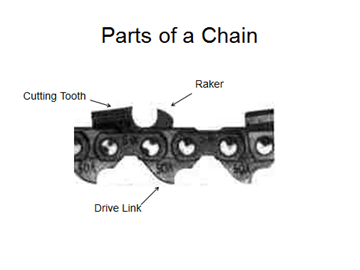 Parts of a Chain
Raker
Cutting Tooth
Drive Link